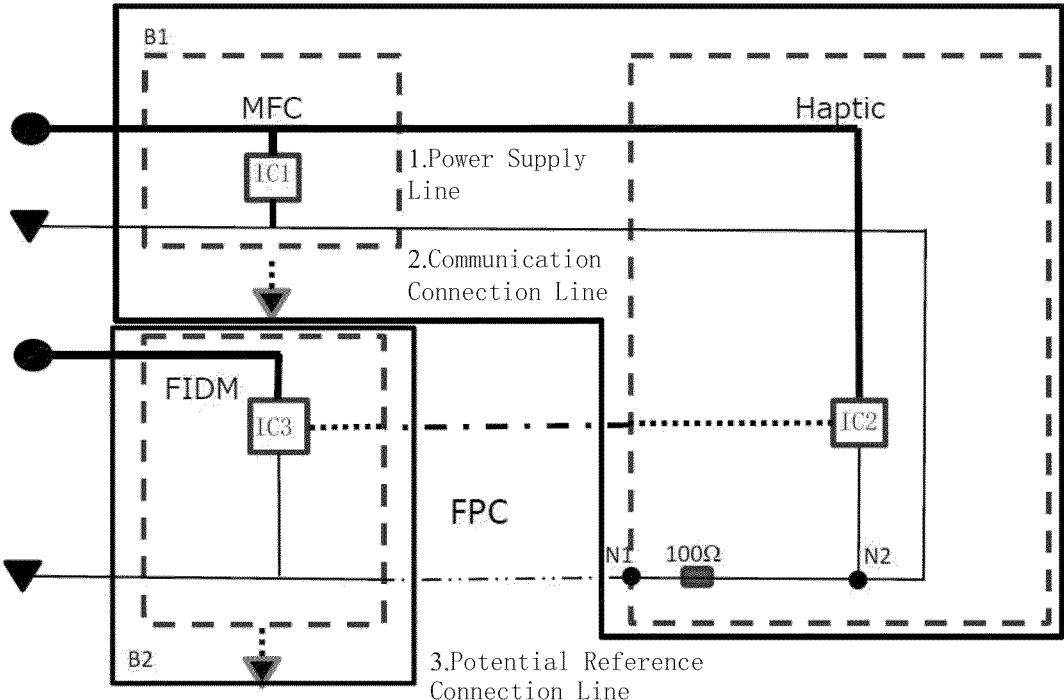 B1
MFC
Haptic
IC1
1.Power Supply
Line
2.Communication
Connection Line
FIDM
IC3
IC2
FPC
N1
100Ω
N2
B2
3.Potential Reference
Connection Line